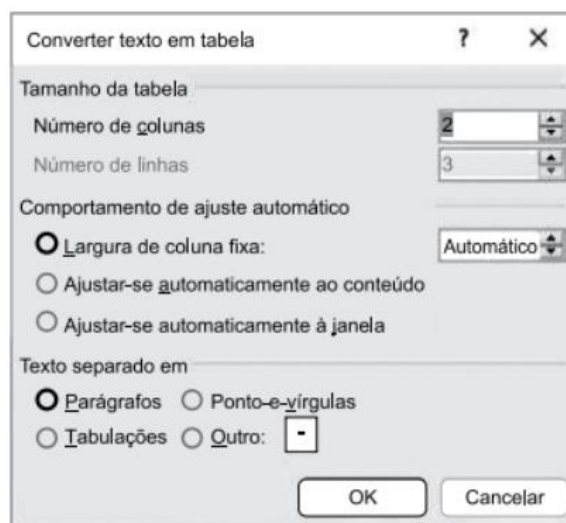 Converter texto em tabela ? ✕
Tamanho da tabela
Número de colunas 2
Número de linhas 3
Comportamento de ajuste automático
Largura de coluna fixa: Automático
Ajustar-se automaticamente ao conteúdo
Ajustar-se automaticamente à janela
Texto separado em
Parágrafos Ponto-e-vírgulas
Tabulações Outro: -
OK Cancelar